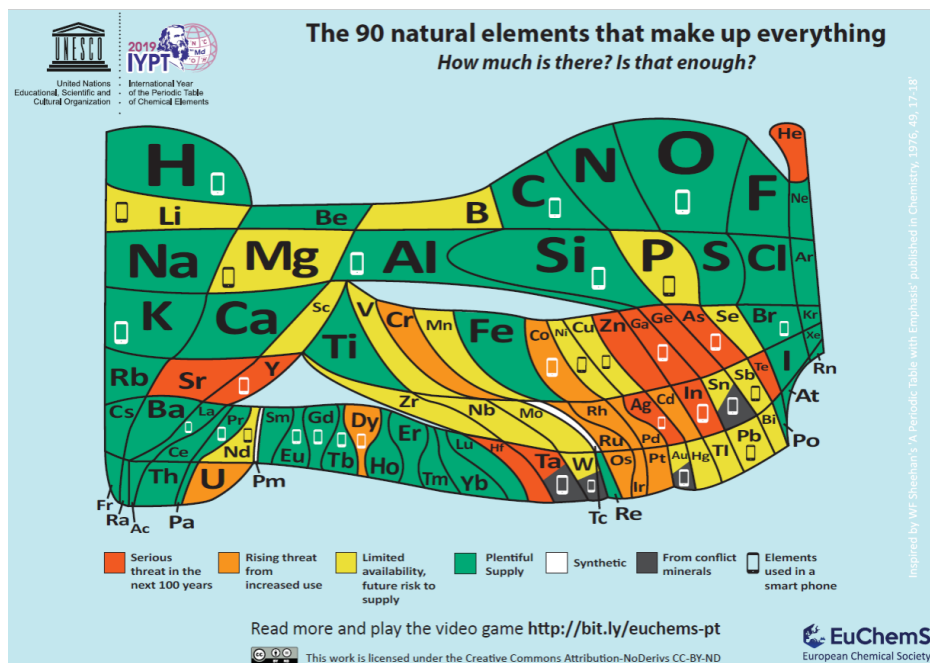 The 90 natural elements that make up everything
How much is there? Is that enough?
UNESCO
United Nations
Educational, Scientific and
Cultural Organization
2019
IYPT
International Year
of the Periodic Table
of Chemical Elements
H He
Li Be B C N O F Ne
Na Mg Al Si P S Cl Ar
K Ca Sc Ti V Cr Mn Fe Co Ni Cu Zn Ga Ge As Se Br Kr
Rb Sr Y Zr Nb Mo Ru Rh Pd Ag Cd In Sn Sb Te I Xe
Cs Ba La Ce Pr Nd Sm Eu Gd Tb Dy Ho Er Tm Yb Lu Hf Ta W Os Ir Pt Au Hg Tl Pb Bi
Th U
Fr Ra Ac Pa Pm Tc Re Po At Rn
Serious
threat in the
next 100 years
Rising threat
from
increased use
Limited
availability,
future risk to
supply
Plentiful
Supply
Synthetic
From conflict
minerals
Elements
used in a
smart phone
Read more and play the video game http://bit.ly/euchems-pt
This work is licensed under the Creative Commons Attribution-NoDerivs CC-BY-ND
EuChemS
European Chemical Society
Inspired by WF Sheehan's 'A Periodic Table with Emphasis' published in Chemistry, 1976, 49, 17-18'